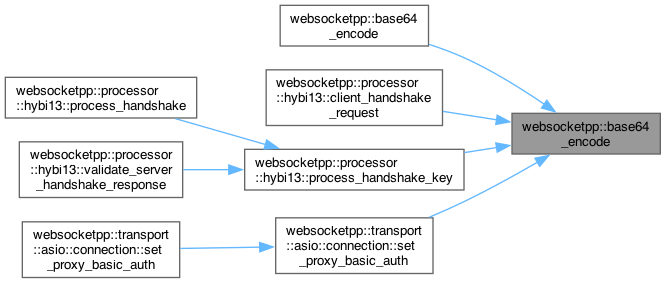 websocketpp::base64
_encode
websocketpp::processor
::hybi13::client_handshake
_request
websocketpp::processor
::hybi13::process_handshake
websocketpp::base64
_encode
websocketpp::processor
::hybi13::validate_server
_handshake_response
websocketpp::processor
::hybi13::process_handshake_key
websocketpp::transport
::asio::connection::set
_proxy_basic_auth
websocketpp::transport
::asio::connection::set
_proxy_basic_auth